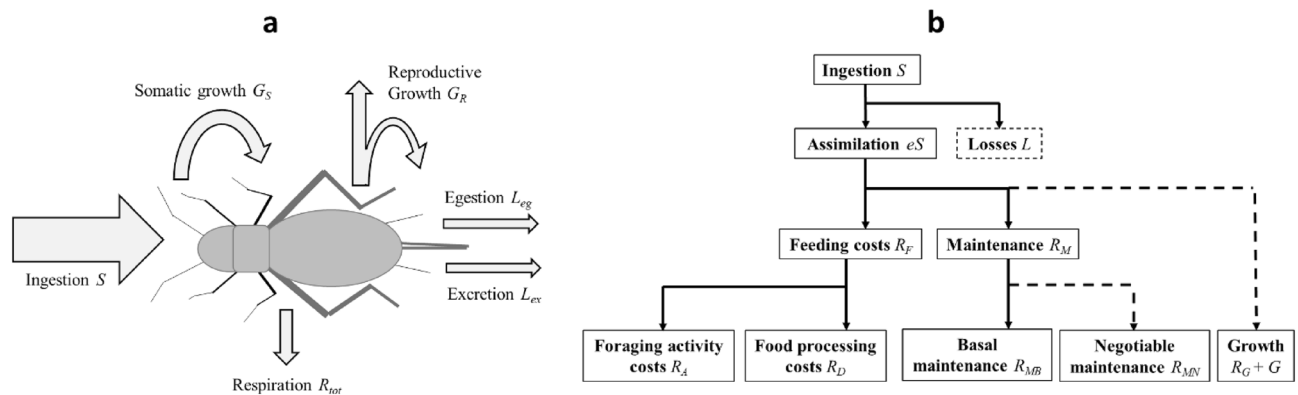 a
Somatic growth G_S
Reproductive
Growth G_R
Egestion L_eg
Ingestion S
Excretion L_ex
Respiration R_tot
b
Ingestion S
Assimilation eS
Losses L
Feeding costs R_F
Maintenance R_M
Foraging activity
costs R_A
Food processing
costs R_D
Basal
maintenance R_MB
Negotiable
maintenance R_MN
Growth
R_G + G